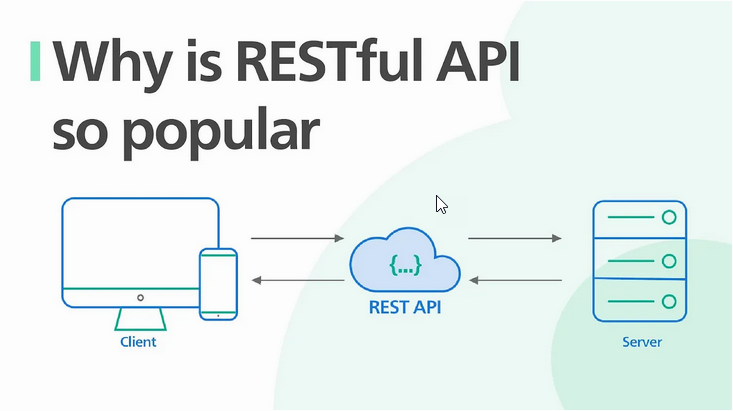 Why is RESTful API
so popular
{...}
REST API
Client
Server